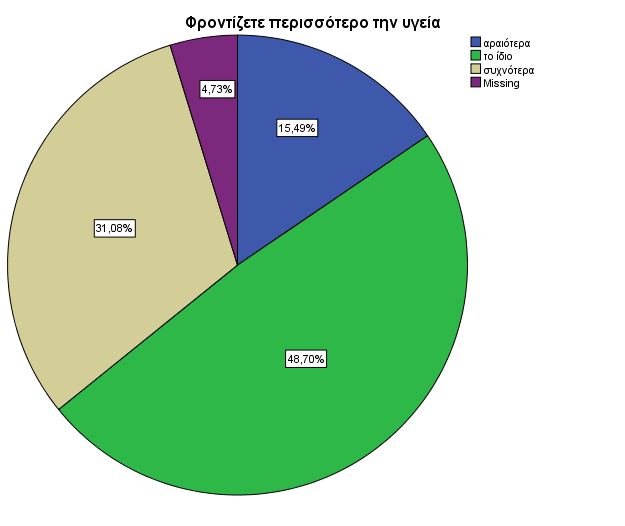 Φροντίζετε περισσότερο την υγεία
αραιότερα
το ίδιο
συχνότερα
Missing
4,73%
15,49%
31,08%
48,70%